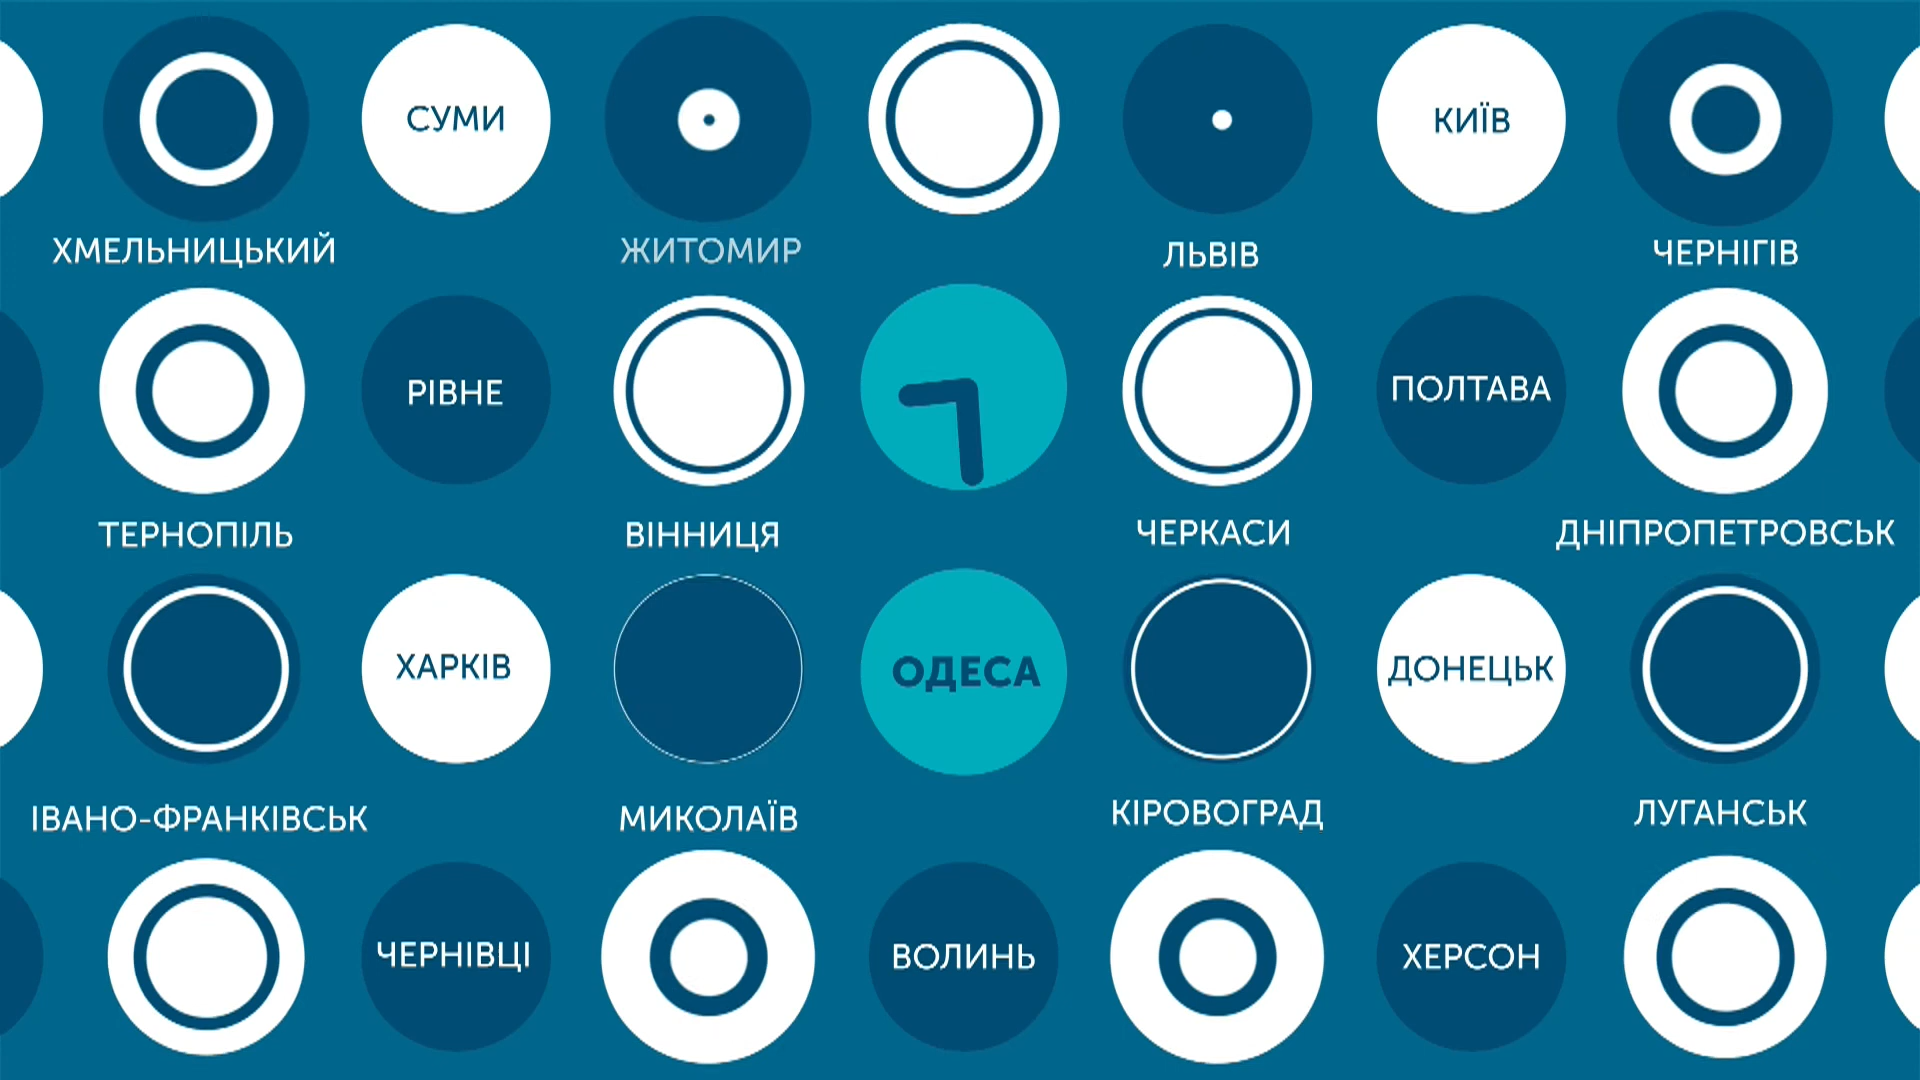 СУМИ
КИЇВ
ХМЕЛЬНИЦЬКИЙ
ЖИТОМИР
ЛЬВІВ
ЧЕРНІГІВ
РІВНЕ
ПОЛТАВА
ТЕРНОПІЛЬ
ВІННИЦЯ
ЧЕРКАСИ
ДНІПРОПЕТРОВСЬК
ХАРКІВ
ОДЕСА
ДОНЕЦЬК
ІВАНО-ФРАНКІВСЬК
МИКОЛАЇВ
КІРОВОГРАД
ЛУГАНСЬК
ЧЕРНІВЦІ
ВОЛИНЬ
ХЕРСОН